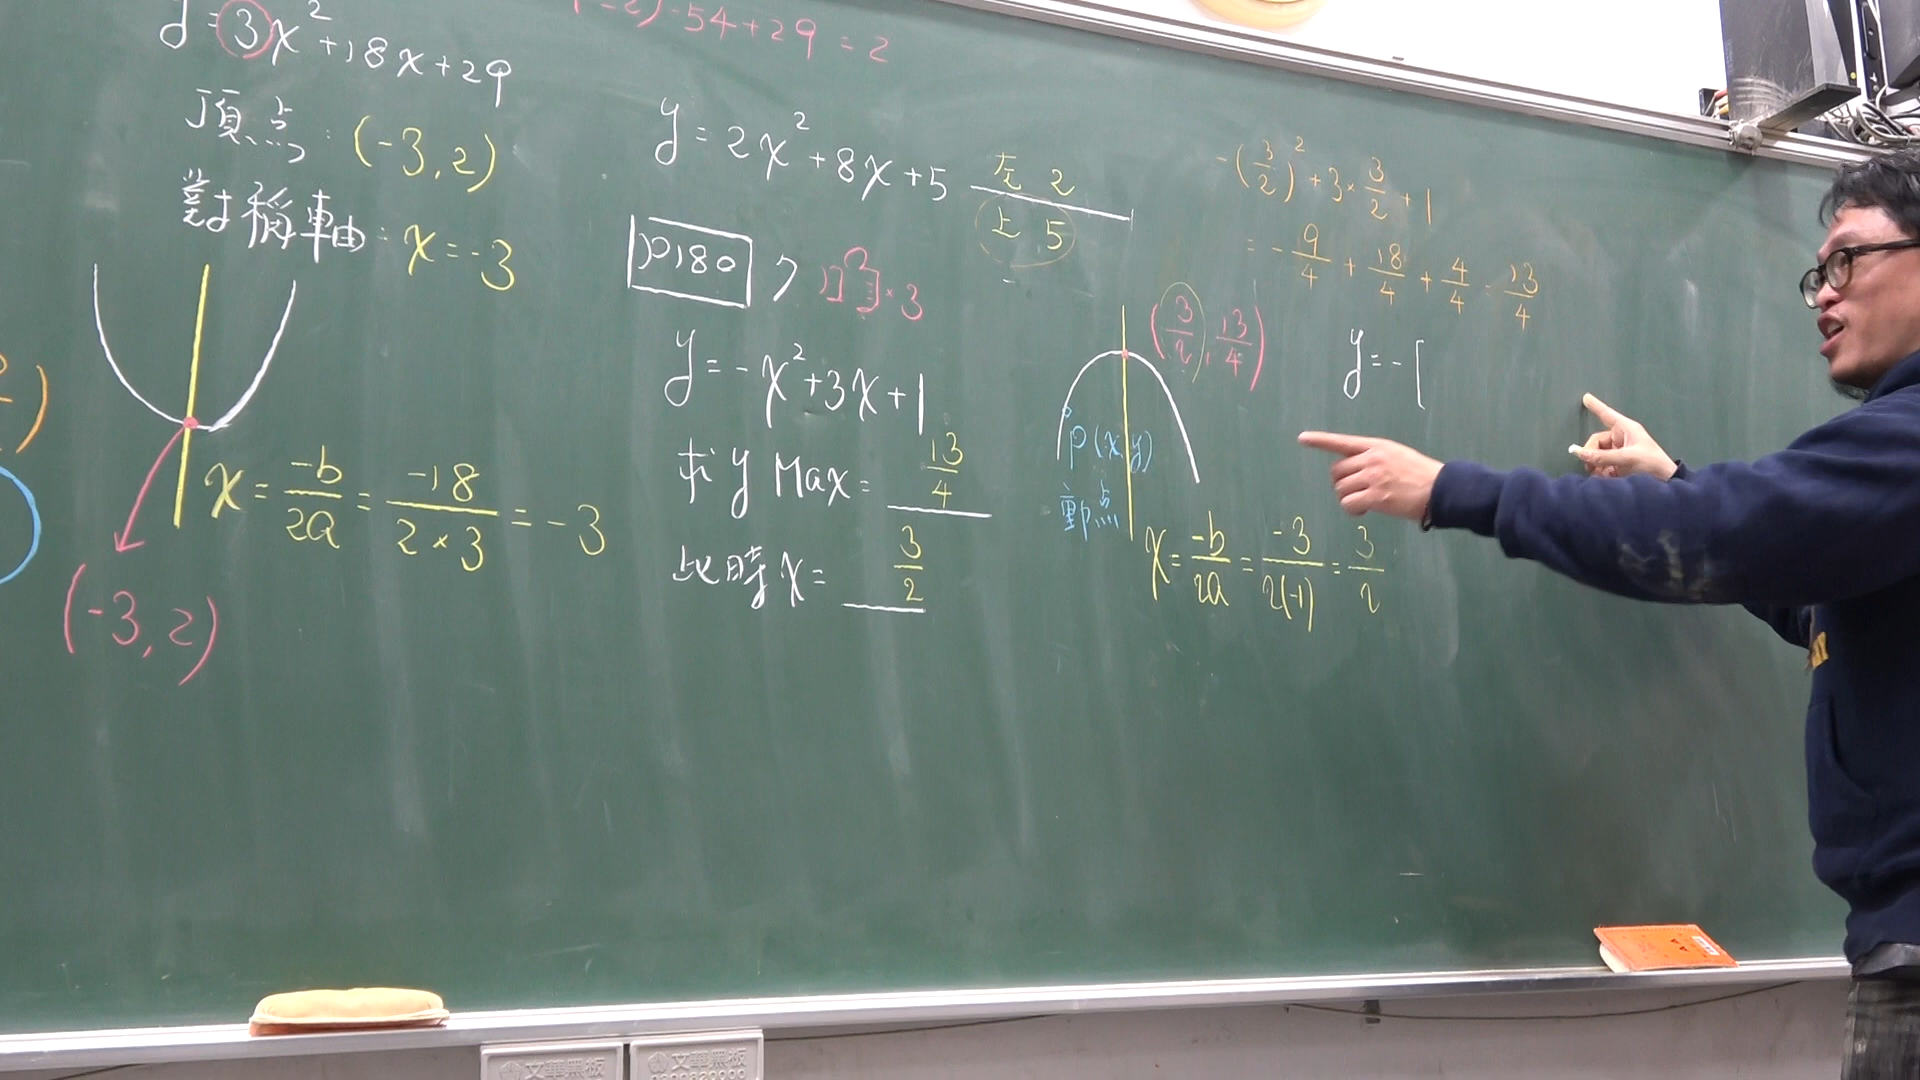 y=3x²+18x+29
頂点:(-3,2)
對稱軸:x=-3
x=-b/2a=-18/2×3=-3
(-3,2)
-54+29=2
y=2x²+8x+5
左 2
上 5
P180
y=-x²+3x+1
求y Max=13/4
此時x=3/2
-(3/2)²+3×3/2+1
=-9/4+18/4+4/4=13/4
(3/2,13/4)
P(x,y)
動点
x=-b/2a=-3/2(-1)=3/2
y=-[
文華黑板
文華黑板